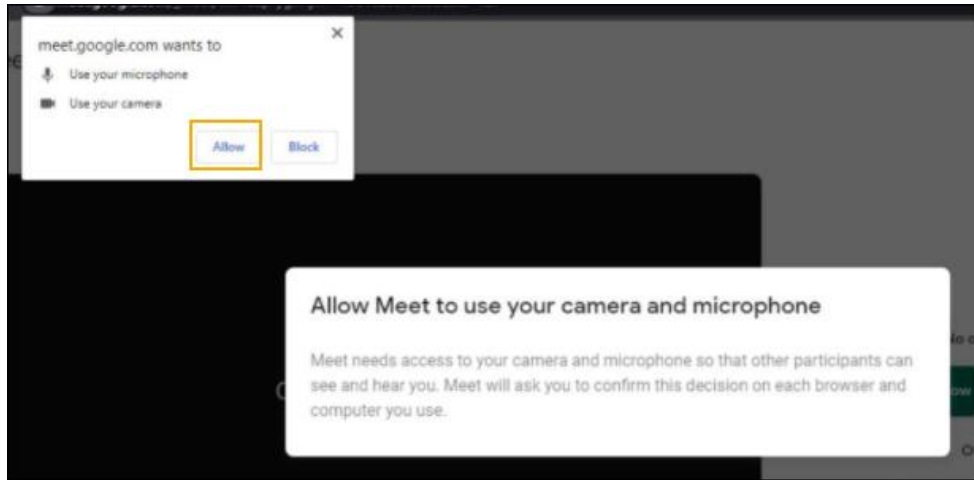 meet.google.com wants to
Use your microphone
Use your camera
Allow
Block
Allow Meet to use your camera and microphone
Meet needs access to your camera and microphone so that other participants can
see and hear you. Meet will ask you to confirm this decision on each browser and
computer you use.